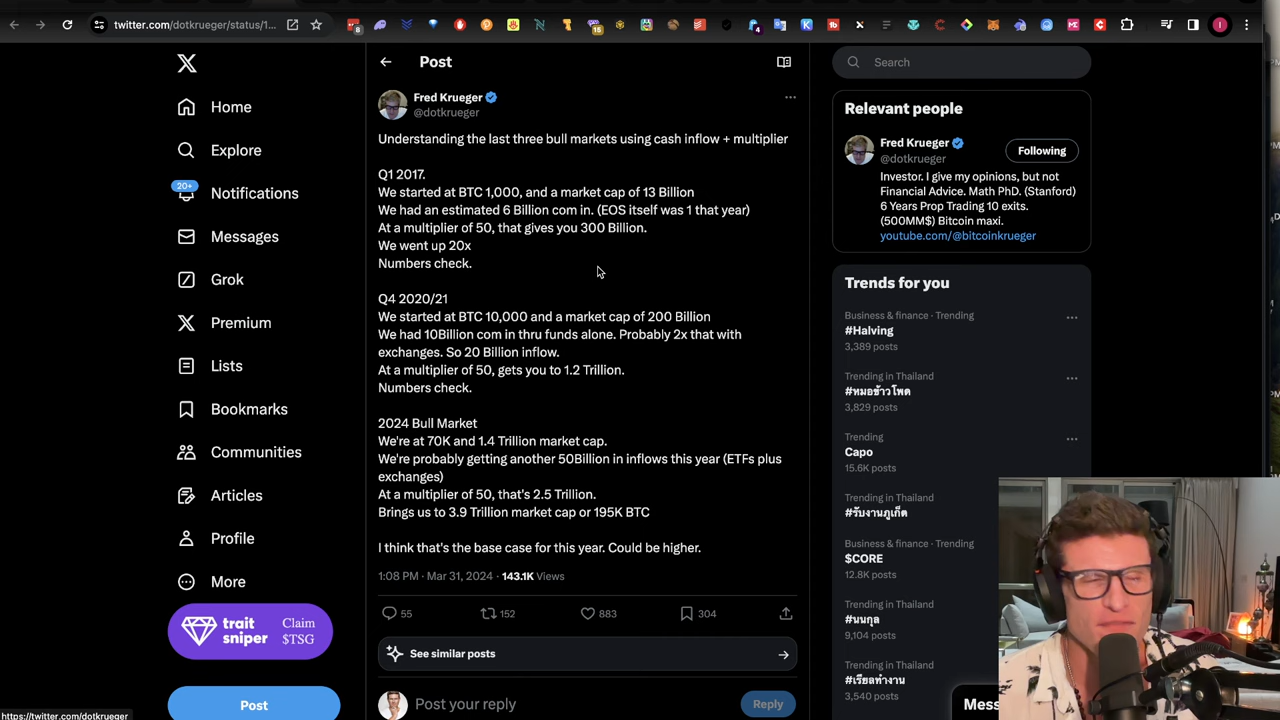 twitter.com/dotkrueger/status/1...
8
15
4
I
Home
Explore
20+
Notifications
Messages
Grok
Premium
Lists
Bookmarks
Communities
Articles
Profile
More
trait
sniper
Claim
$TSG
Post
https://twitter.com/dotkrueger
Post
Fred Krueger
@dotkrueger
Understanding the last three bull markets using cash inflow + multiplier
Q1 2017.
We started at BTC 1,000, and a market cap of 13 Billion
We had an estimated 6 Billion com in. (EOS itself was 1 that year)
At a multiplier of 50, that gives you 300 Billion.
We went up 20x
Numbers check.
Q4 2020/21
We started at BTC 10,000 and a market cap of 200 Billion
We had 10Billion com in thru funds alone. Probably 2x that with
exchanges. So 20 Billion inflow.
At a multiplier of 50, gets you to 1.2 Trillion.
Numbers check.
2024 Bull Market
We're at 70K and 1.4 Trillion market cap.
We're probably getting another 50Billion in inflows this year (ETFs plus
exchanges)
At a multiplier of 50, that's 2.5 Trillion.
Brings us to 3.9 Trillion market cap or 195K BTC
I think that's the base case for this year. Could be higher.
1:08 PM · Mar 31, 2024 · 143.1K Views
55
152
883
304
See similar posts
Post your reply
Reply
Search
Relevant people
Fred Krueger
@dotkrueger
Following
Investor. I give my opinions, but not
Financial Advice. Math PhD. (Stanford)
6 Years Prop Trading 10 exits.
(500MM$) Bitcoin maxi.
youtube.com/@bitcoinkrueger
Trends for you
Business & finance · Trending
#Halving
3,389 posts
Trending in Thailand
#หมอข้าวโพด
3,829 posts
Trending
Capo
15.6K posts
Trending in Thailand
#รับงานภูเก็ต
Business & finance · Trending
$CORE
12.8K posts
Trending in Thailand
#นนกุล
9,104 posts
Trending in Thailand
#เรียลทำงาน
3,540 posts
Mess